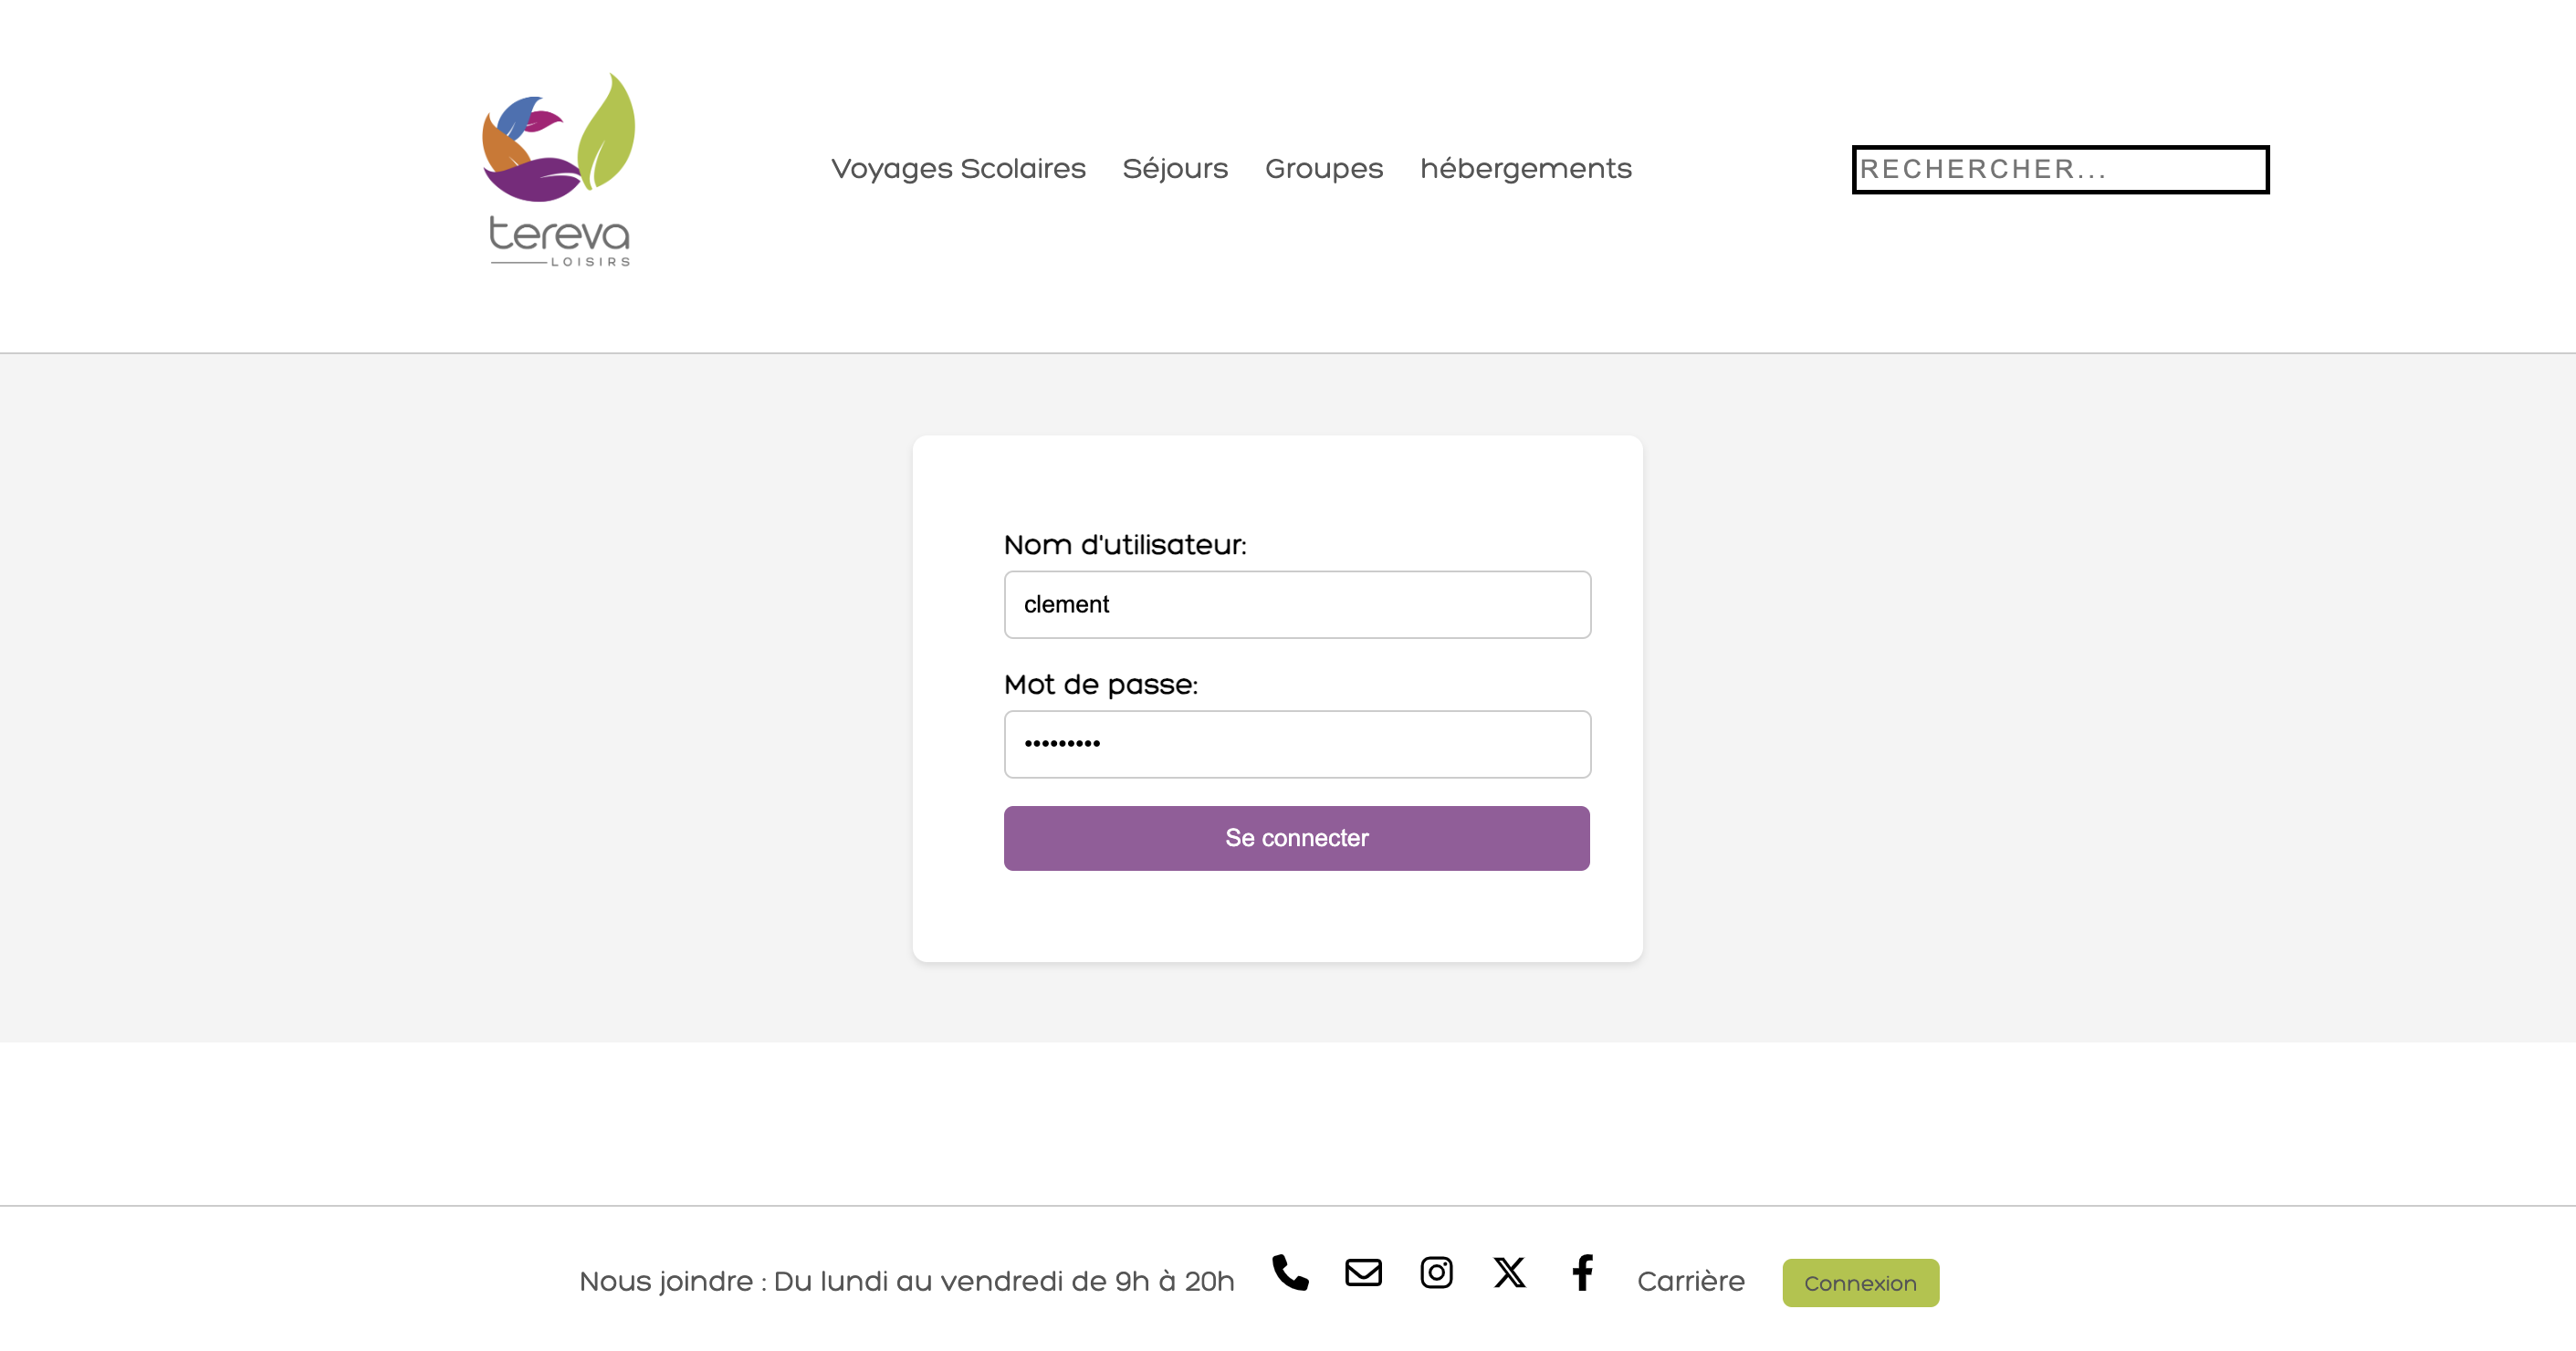 tereva
LOISIRS
Voyages Scolaires Séjours Groupes hébergements
RECHERCHER...
Nom d'utilisateur:
clement
Mot de passe:
•••••••••
Se connecter
Nous joindre : Du lundi au vendredi de 9h à 20h Carrière Connexion